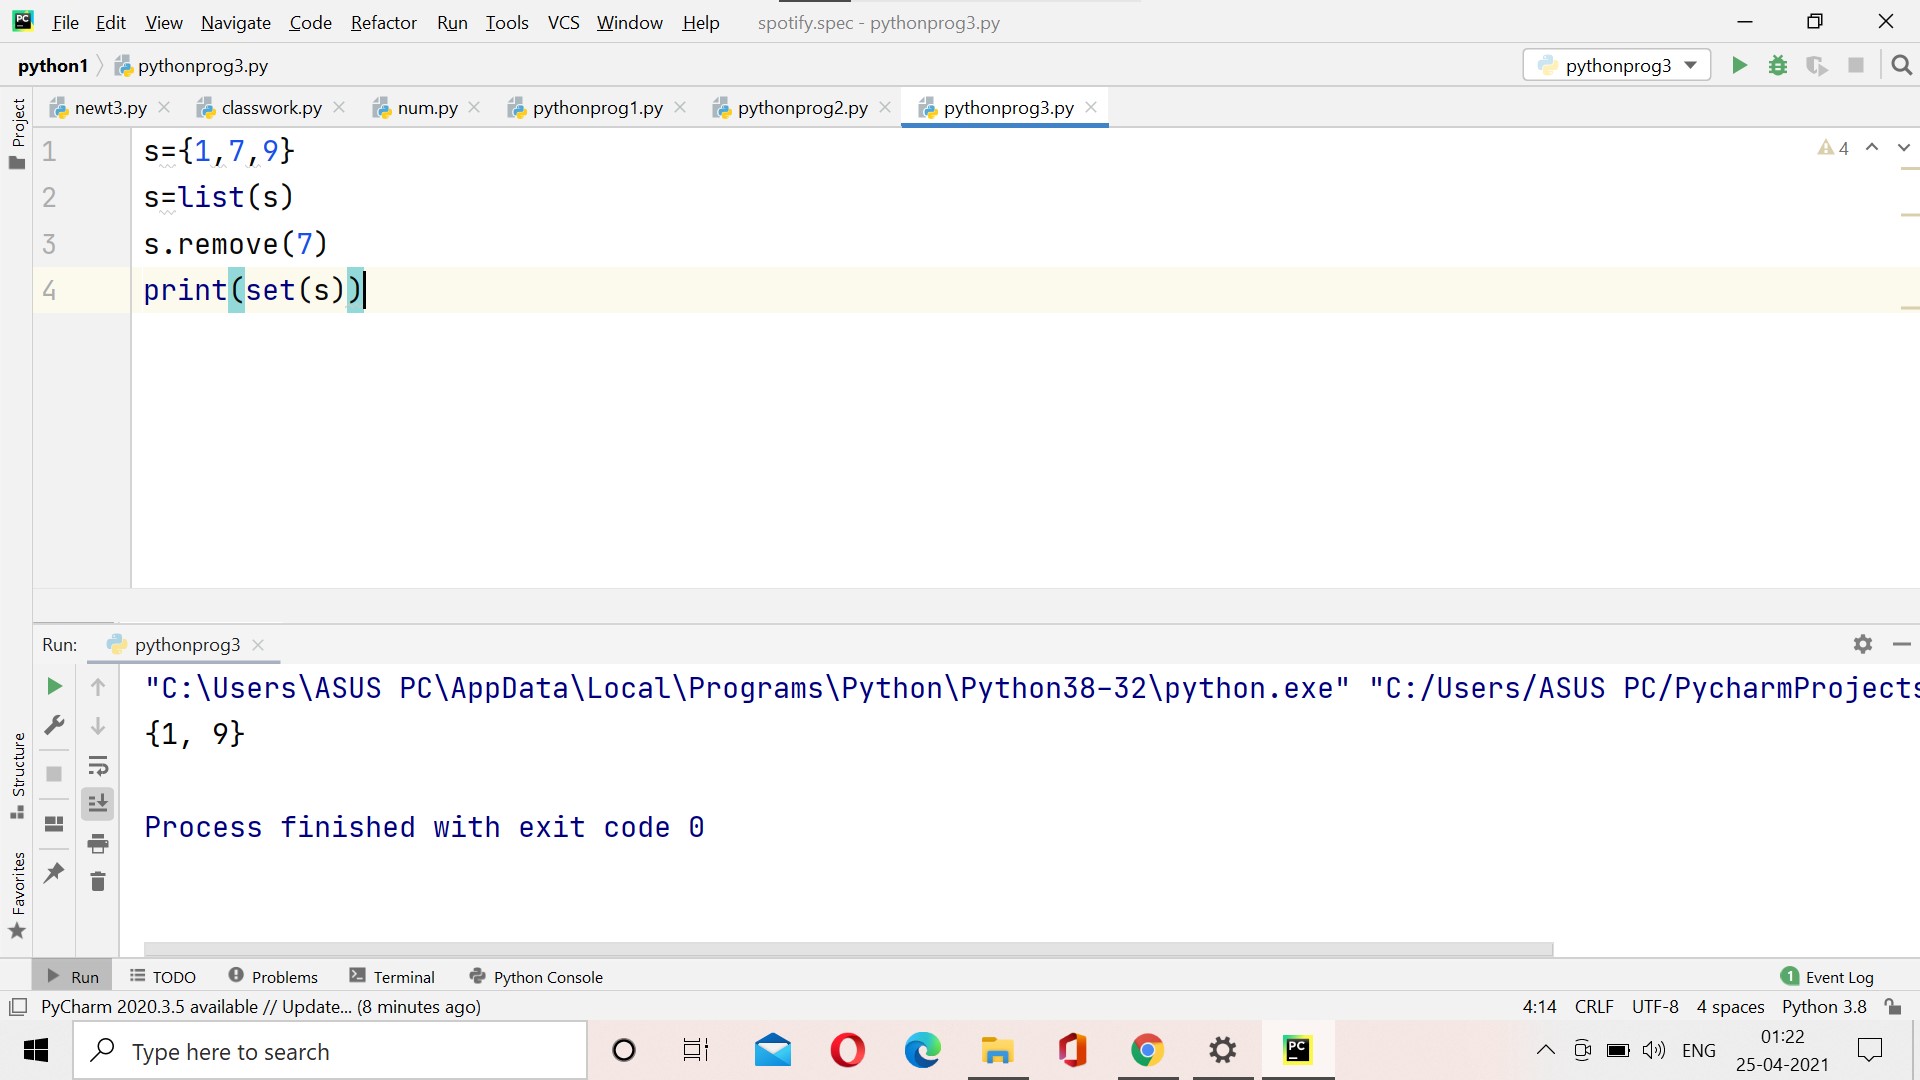 PC File Edit View Navigate Code Refactor Run Tools VCS Window Help spotify.spec - pythonprog3.py
python1 pythonprog3.py pythonprog3
newt3.py classwork.py num.py pythonprog1.py pythonprog2.py pythonprog3.py
Project
1 s={1,7,9} 4
2 s=list(s)
3 s.remove(7)
4 print(set(s))
Run: pythonprog3
"C:\Users\ASUS PC\AppData\Local\Programs\Python\Python38-32\python.exe" "C:/Users/ASUS PC/PycharmProjects
{1, 9}
Structure
Process finished with exit code 0
Favorites
Run TODO Problems Terminal Python Console 1 Event Log
PyCharm 2020.3.5 available // Update... (8 minutes ago) 4:14 CRLF UTF-8 4 spaces Python 3.8
Type here to search PC ENG 01:22
25-04-2021